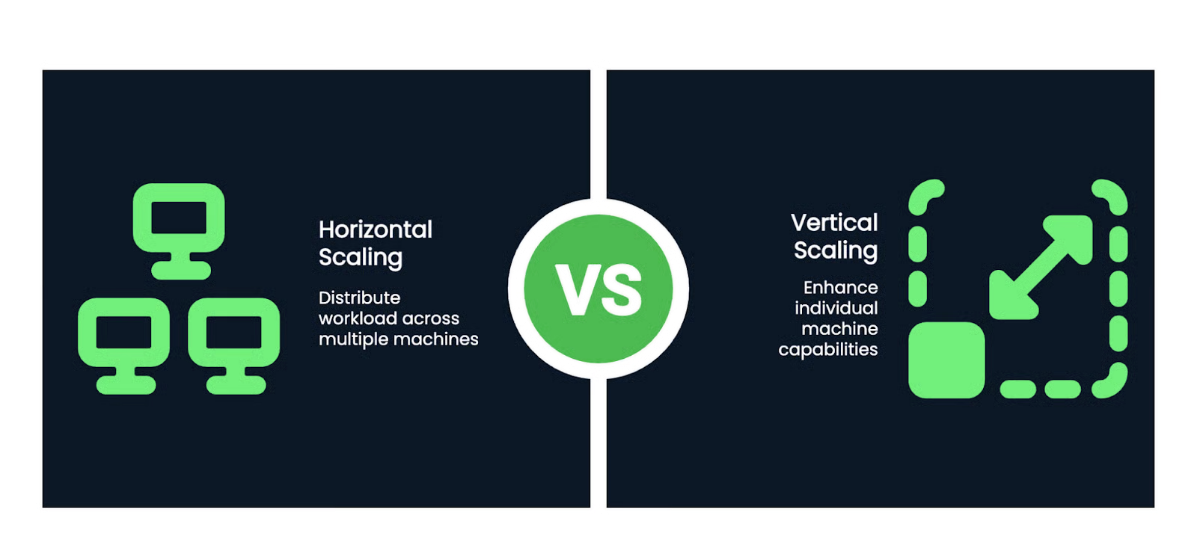 Horizontal
Scaling
Distribute
workload across
multiple machines
VS
Vertical
Scaling
Enhance
individual
machine
capabilities